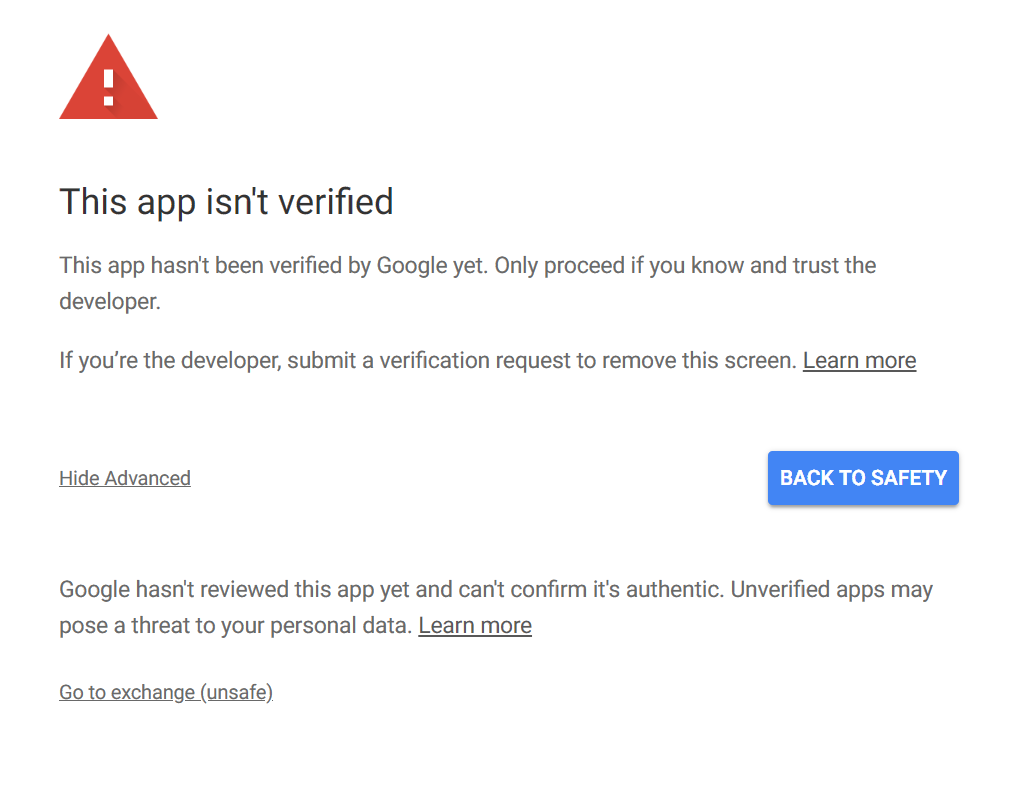 This app isn't verified
This app hasn't been verified by Google yet. Only proceed if you know and trust the
developer.
If you’re the developer, submit a verification request to remove this screen. Learn more
Hide Advanced
BACK TO SAFETY
Google hasn't reviewed this app yet and can't confirm it's authentic. Unverified apps may
pose a threat to your personal data. Learn more
Go to exchange (unsafe)